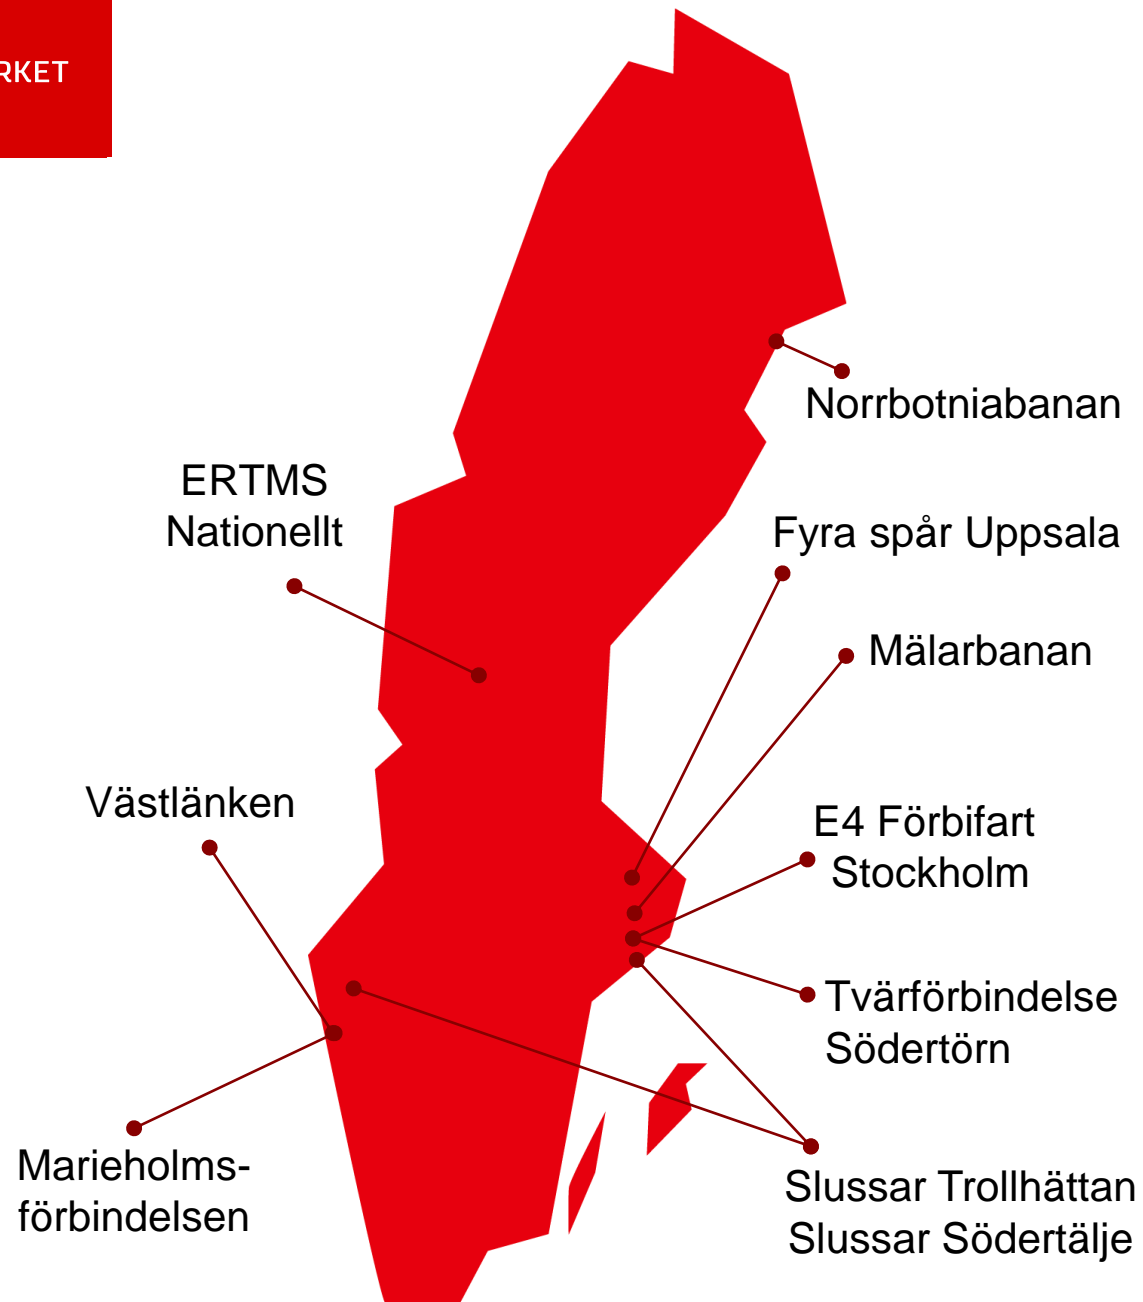 RKET
Norrbotniabanan
ERTMS
Nationellt
Fyra spår Uppsala
Mälarbanan
Västlänken
E4 Förbifart
Stockholm
Tvärförbindelse
Södertörn
Marieholms-
förbindelsen
Slussar Trollhättan
Slussar Södertälje